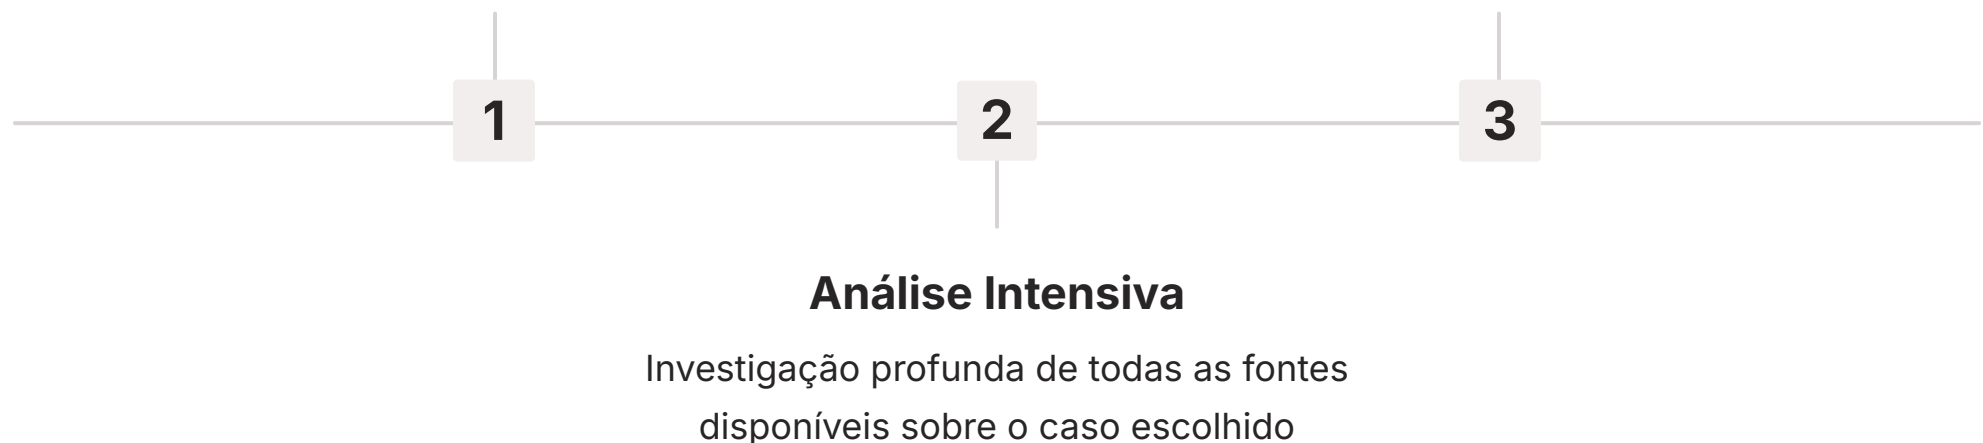 1
2
3
Análise Intensiva
Investigação profunda de todas as fontes
disponíveis sobre o caso escolhido